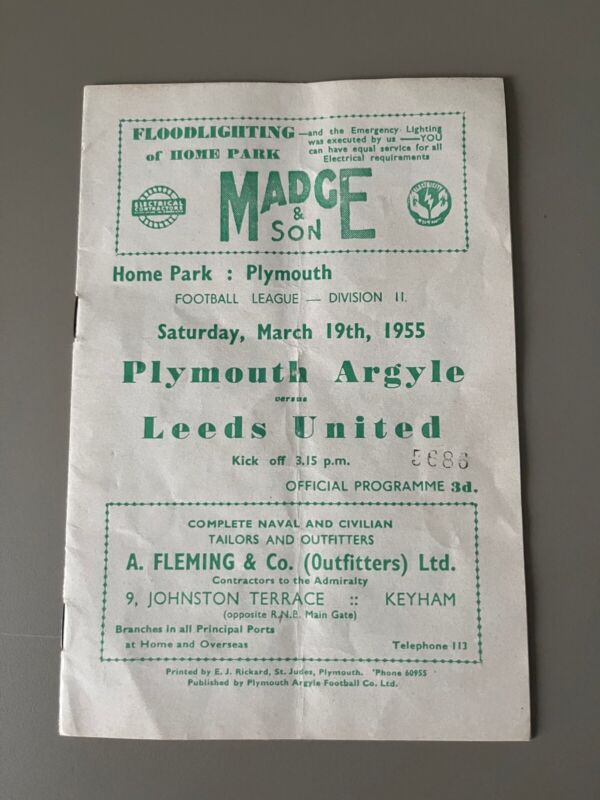 FLOODLIGHTING —and the Emergency Lighting
was executed by us —— YOU
of HOME PARK can have equal service for all
Electrical requirements
ELECTRICAL
CONTRACTORS
MADGE
&
SON
ELECTRICITY
Home Park : Plymouth
FOOTBALL LEAGUE — DIVISION II.
Saturday, March 19th, 1955
Plymouth Argyle
versus
Leeds United
Kick off 3.15 p.m.
5686
OFFICIAL PROGRAMME 3d.
COMPLETE NAVAL AND CIVILIAN
TAILORS AND OUTFITTERS
A. FLEMING & Co. (Outfitters) Ltd.
Contractors to the Admiralty
9, JOHNSTON TERRACE :: KEYHAM
(opposite R.N.B. Main Gate)
Branches in all Principal Ports
at Home and Overseas Telephone 113
Printed by E. J. Rickard, St. Judes, Plymouth. 'Phone 60955
Published by Plymouth Argyle Football Co. Ltd.